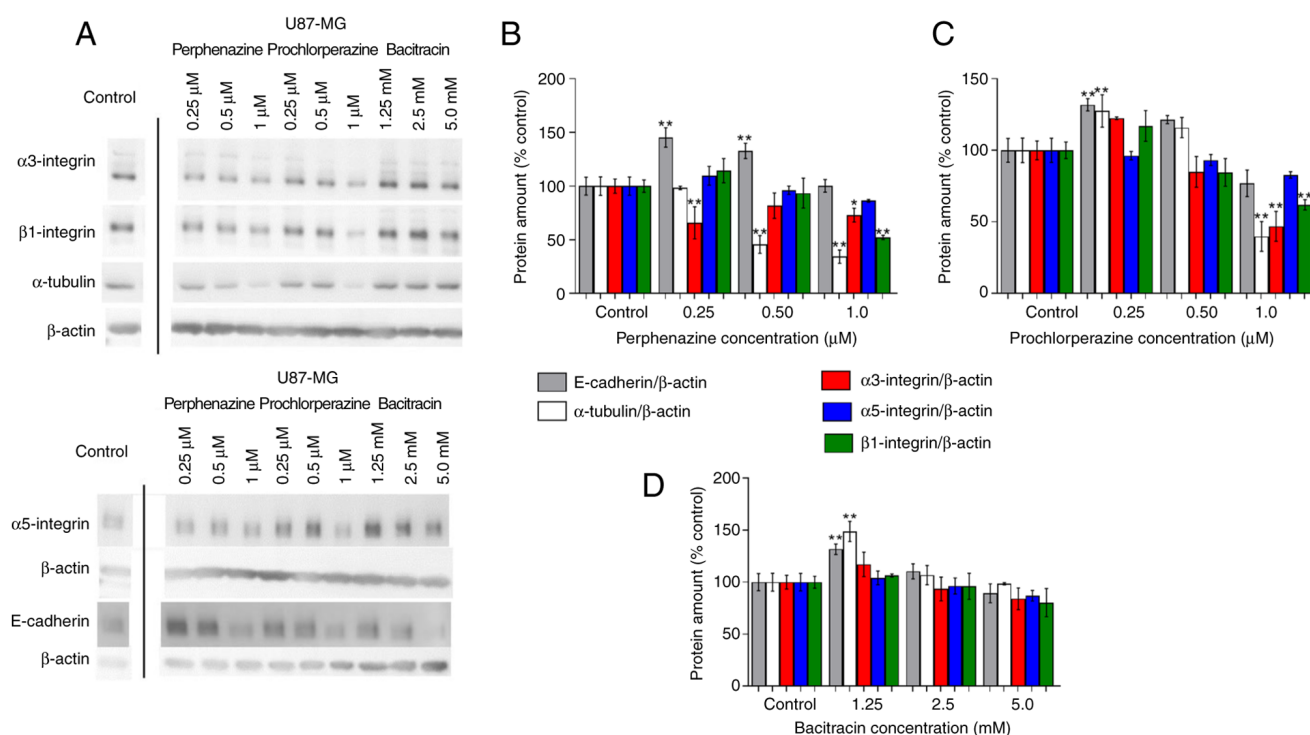 A
U87-MG
Perphenazine Prochlorperazine Bacitracin
Control
0.25 μM
0.5 μM
1 μM
0.25 μM
0.5 μM
1 μM
1.25 mM
2.5 mM
5.0 mM
α3-integrin
β1-integrin
α-tubulin
β-actin
U87-MG
Perphenazine Prochlorperazine Bacitracin
Control
0.25 μM
0.5 μM
1 μM
0.25 μM
0.5 μM
1 μM
1.25 mM
2.5 mM
5.0 mM
α5-integrin
β-actin
E-cadherin
β-actin
B
Protein amount (% control)
200
150
100
50
0
** ** ** ** * ** **
Control 0.25 0.50 1.0
Perphenazine concentration (μM)
C
Protein amount (% control)
150
100
50
0
** ** ** ** **
Control 0.25 0.50 1.0
Prochlorperazine concentration (μM)
E-cadherin/β-actin
α-tubulin/β-actin
α3-integrin/β-actin
α5-integrin/β-actin
β1-integrin/β-actin
D
Protein amount (% control)
200
150
100
50
0
** **
Control 1.25 2.5 5.0
Bacitracin concentration (mM)